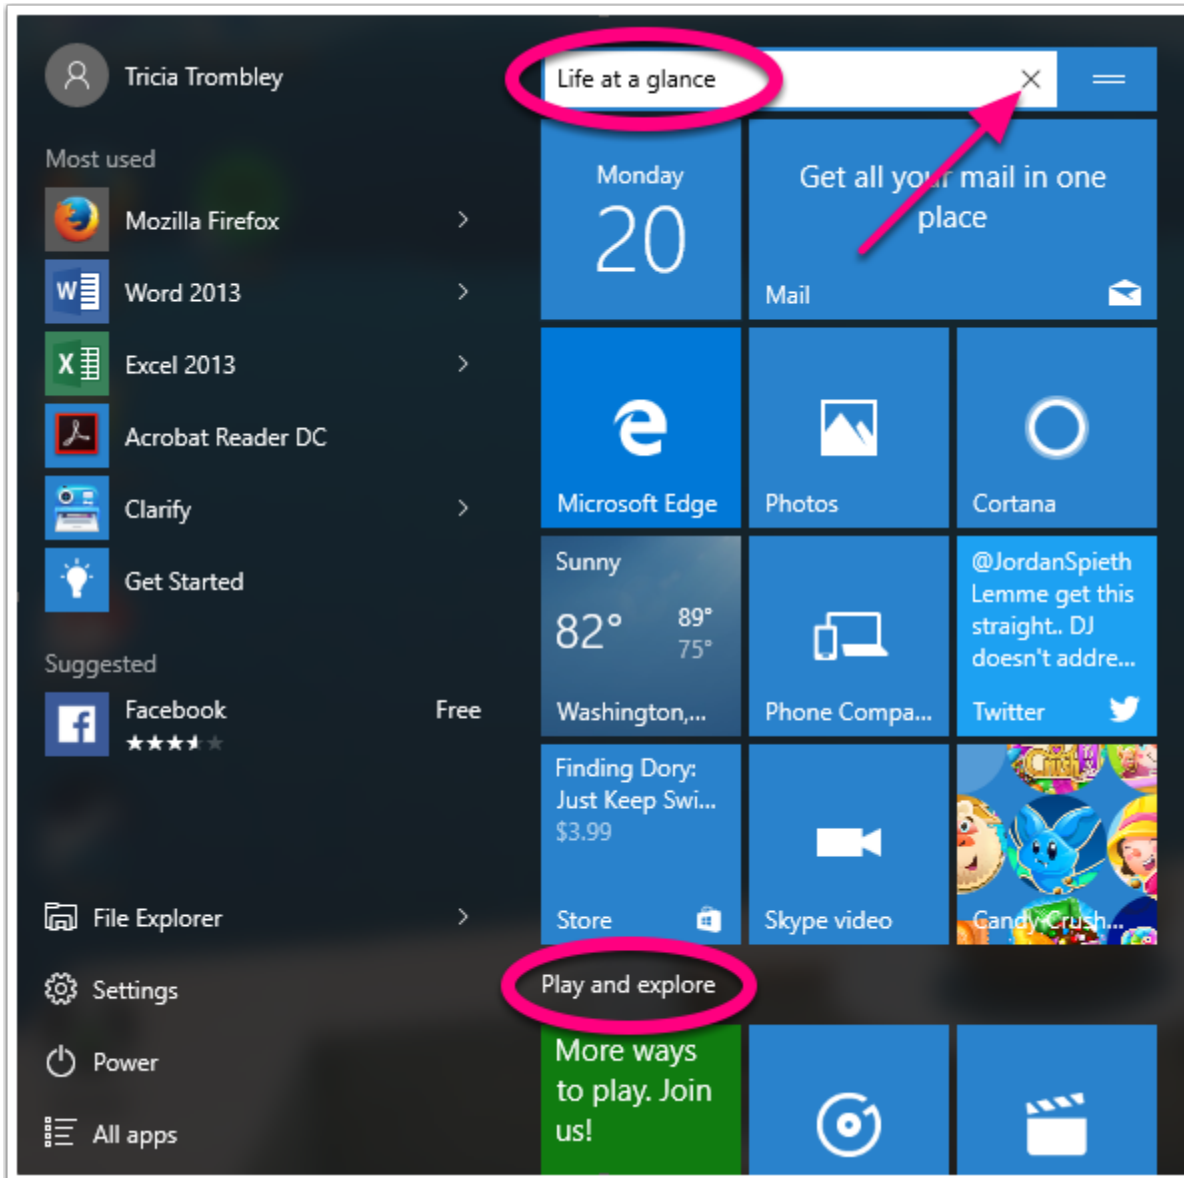 Tricia Trombley
Most used
Mozilla Firefox
Word 2013
Excel 2013
Acrobat Reader DC
Clarify
Get Started
Suggested
Facebook Free
File Explorer
Settings
Power
All apps
Life at a glance
Monday
20
Get all your mail in one
place
Mail
Microsoft Edge
Photos
Cortana
Sunny
82° 89°
75°
Washington,...
Phone Compa...
@JordanSpieth
Lemme get this
straight.. DJ
doesn't addre...
Twitter
Finding Dory:
Just Keep Swi...
$3.99
Store
Skype video
Candy Crush...
Play and explore
More ways
to play. Join
us!